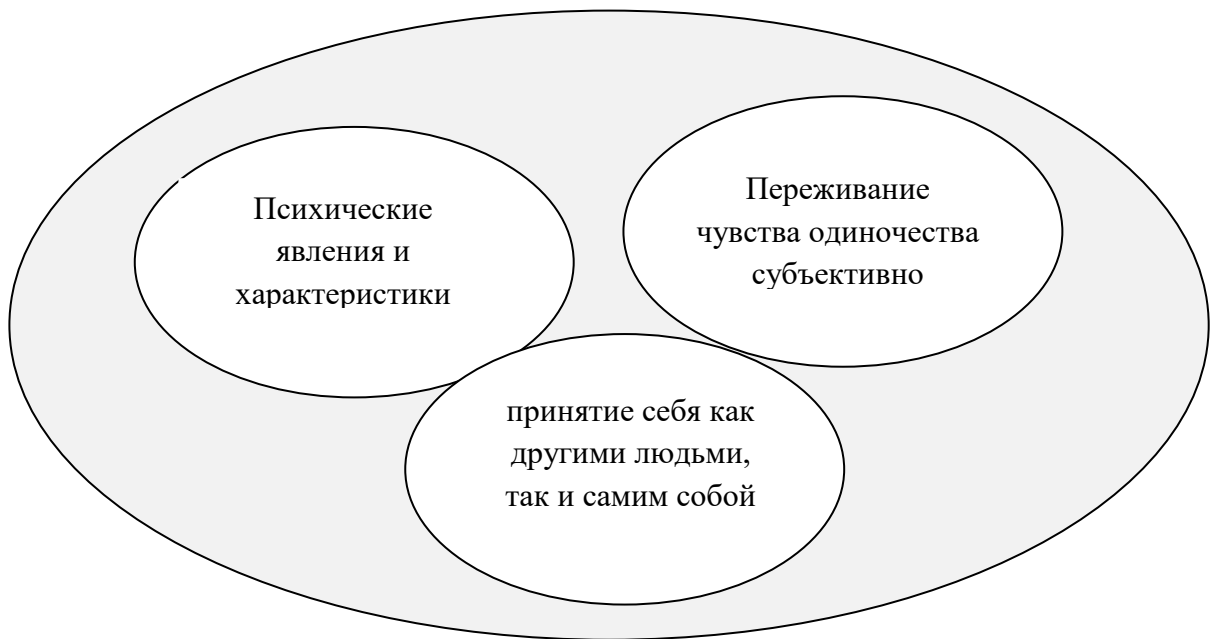 Психические
явления и
характеристики
Переживание
чувства одиночества
субъективно
принятие себя как
другими людьми,
так и самим собой